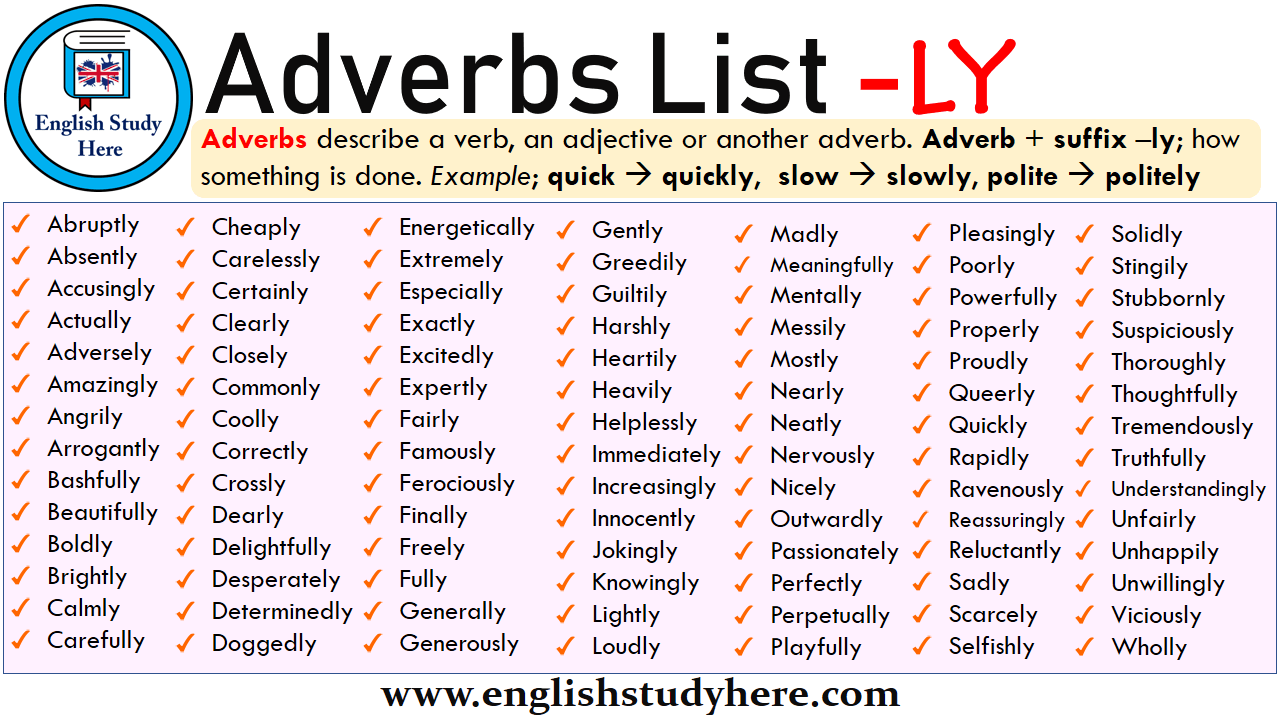 English Study
Here
Adverbs List -LY
Adverbs describe a verb, an adjective or another adverb. Adverb + suffix –ly; how
something is done. Example; quick → quickly, slow → slowly, polite → politely
✓ Abruptly
✓ Absently
✓ Accusingly
✓ Actually
✓ Adversely
✓ Amazingly
✓ Angrily
✓ Arrogantly
✓ Bashfully
✓ Beautifully
✓ Boldly
✓ Brightly
✓ Calmly
✓ Carefully
✓ Cheaply
✓ Carelessly
✓ Certainly
✓ Clearly
✓ Closely
✓ Commonly
✓ Coolly
✓ Correctly
✓ Crossly
✓ Dearly
✓ Delightfully
✓ Desperately
✓ Determinedly
✓ Doggedly
✓ Energetically
✓ Extremely
✓ Especially
✓ Exactly
✓ Excitedly
✓ Expertly
✓ Fairly
✓ Famously
✓ Ferociously
✓ Finally
✓ Freely
✓ Fully
✓ Generally
✓ Generously
✓ Gently
✓ Greedily
✓ Guiltily
✓ Harshly
✓ Heartily
✓ Heavily
✓ Helplessly
✓ Immediately
✓ Increasingly
✓ Innocently
✓ Jokingly
✓ Knowingly
✓ Lightly
✓ Loudly
✓ Madly
✓ Meaningfully
✓ Mentally
✓ Messily
✓ Mostly
✓ Nearly
✓ Neatly
✓ Nervously
✓ Nicely
✓ Outwardly
✓ Passionately
✓ Perfectly
✓ Perpetually
✓ Playfully
✓ Pleasingly
✓ Poorly
✓ Powerfully
✓ Properly
✓ Proudly
✓ Queerly
✓ Quickly
✓ Rapidly
✓ Ravenously
✓ Reassuringly
✓ Reluctantly
✓ Sadly
✓ Scarcely
✓ Selfishly
✓ Solidly
✓ Stingily
✓ Stubbornly
✓ Suspiciously
✓ Thoroughly
✓ Thoughtfully
✓ Tremendously
✓ Truthfully
✓ Understandingly
✓ Unfairly
✓ Unhappily
✓ Unwillingly
✓ Viciously
✓ Wholly
www.englishstudyhere.com